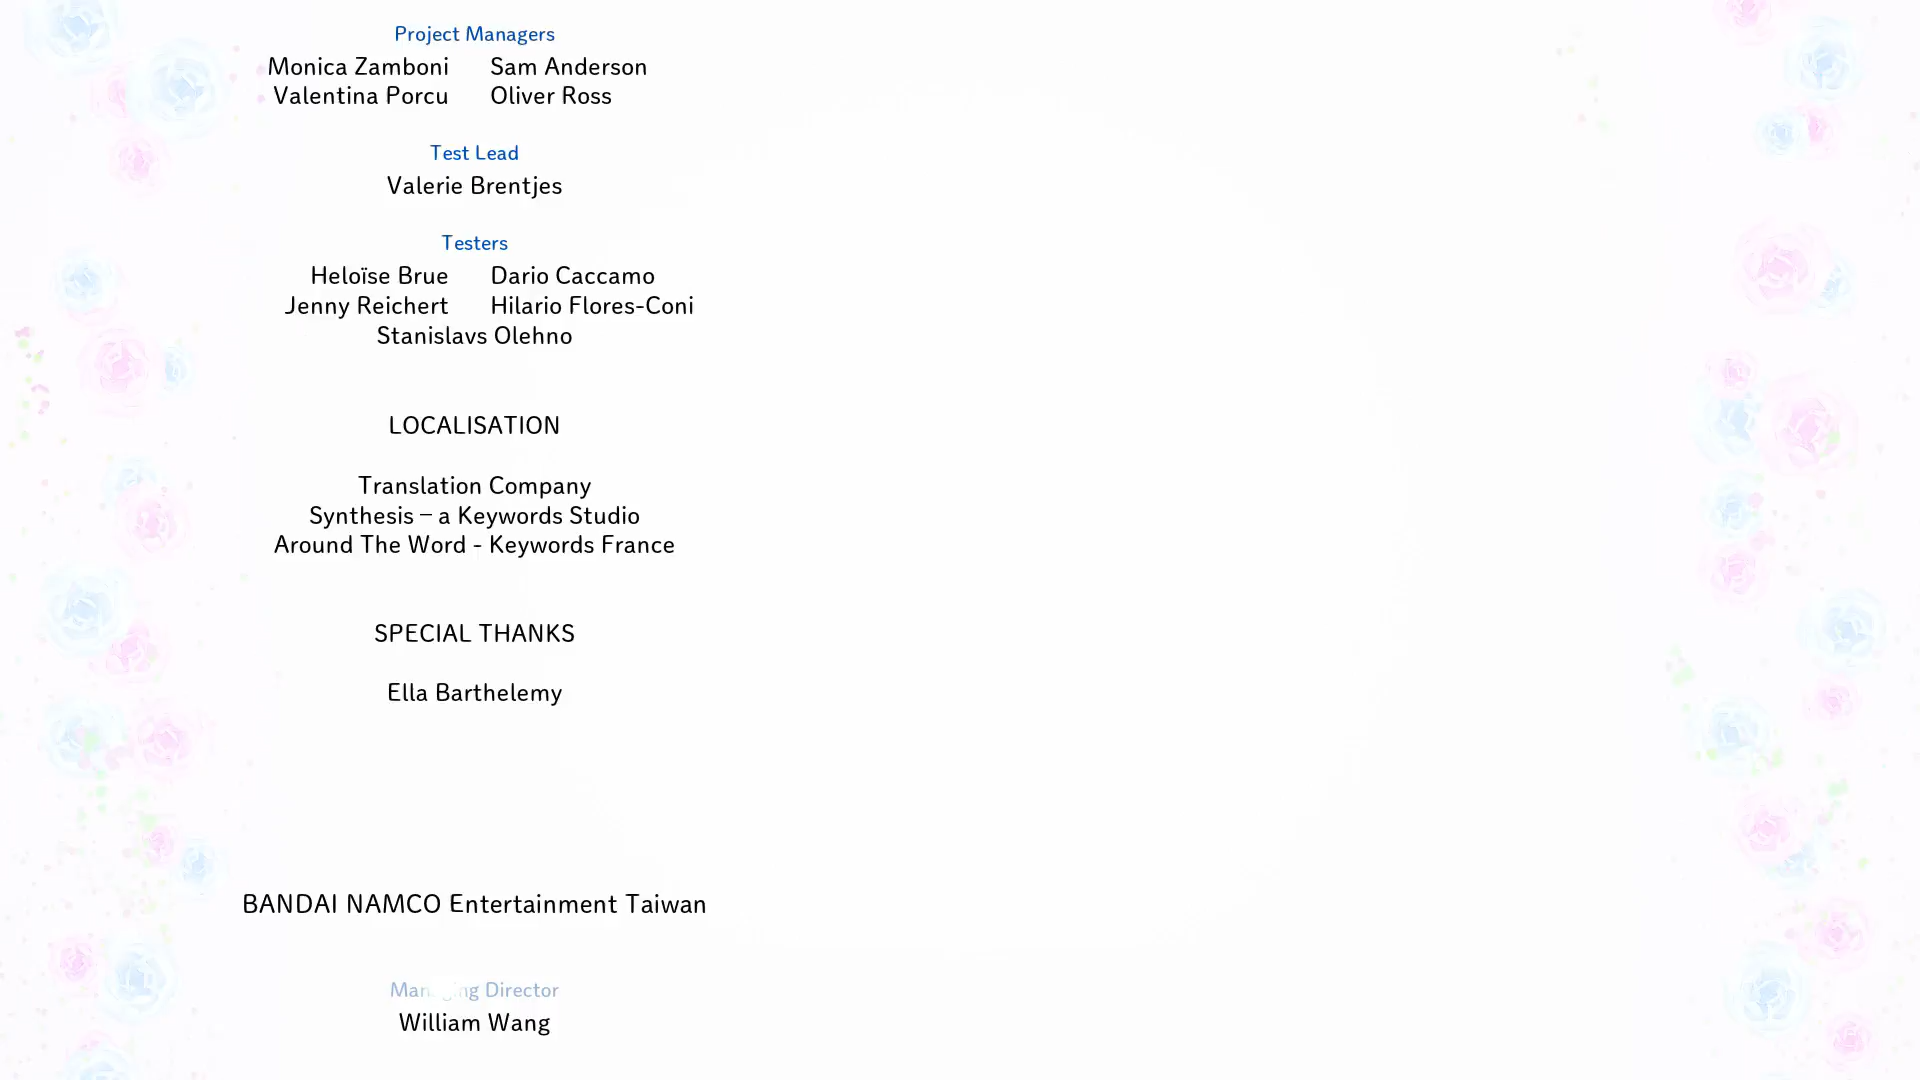 Project Managers
Monica Zamboni Sam Anderson
Valentina Porcu Oliver Ross
Test Lead
Valerie Brentjes
Testers
Heloïse Brue Dario Caccamo
Jenny Reichert Hilario Flores-Coni
Stanislavs Olehno
LOCALISATION
Translation Company
Synthesis – a Keywords Studio
Around The Word - Keywords France
SPECIAL THANKS
Ella Barthelemy
BANDAI NAMCO Entertainment Taiwan
Managing Director
William Wang